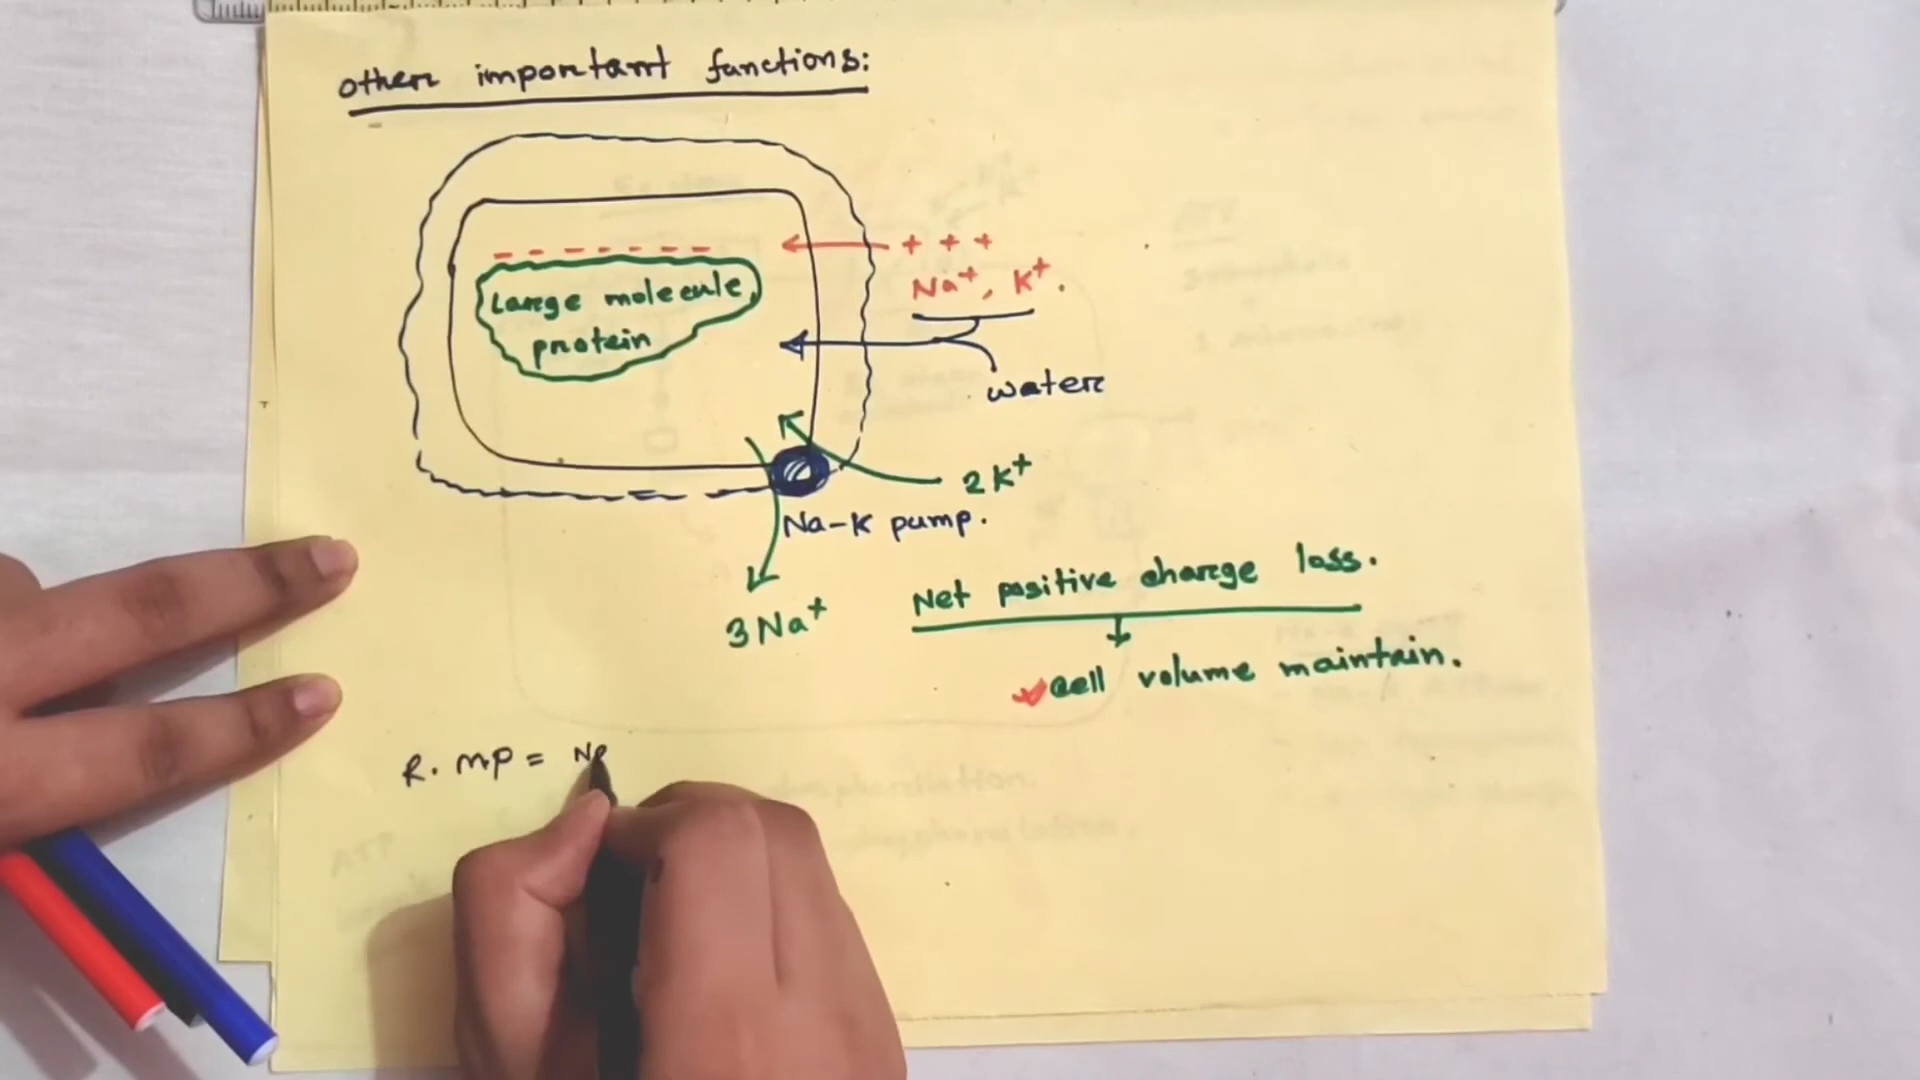 other important functions:
- - - - - - -
+ + +
Large molecule
protein
Na+, K+.
water
2K+
Na-K pump.
3Na+
Net positive charge loss.
cell volume maintain.
R. mp = Ne